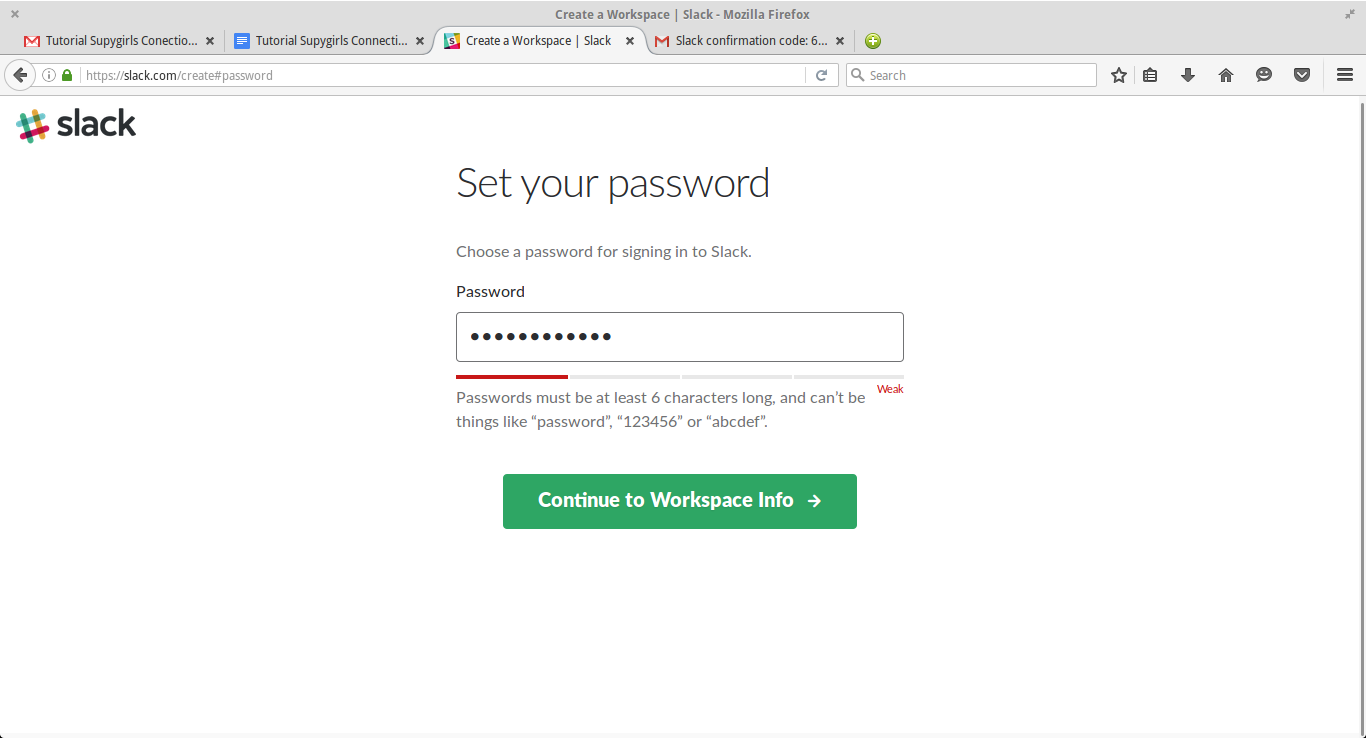 Create a Workspace | Slack - Mozilla Firefox
Tutorial Supygirls Conectio... Tutorial Supygirls Connecti... Create a Workspace | Slack Slack confirmation code: 6...
https://slack.com/create#password Search
slack
Set your password
Choose a password for signing in to Slack.
Password
••••••••••••
Weak
Passwords must be at least 6 characters long, and can’t be
things like “password”, “123456” or “abcdef”.
Continue to Workspace Info →